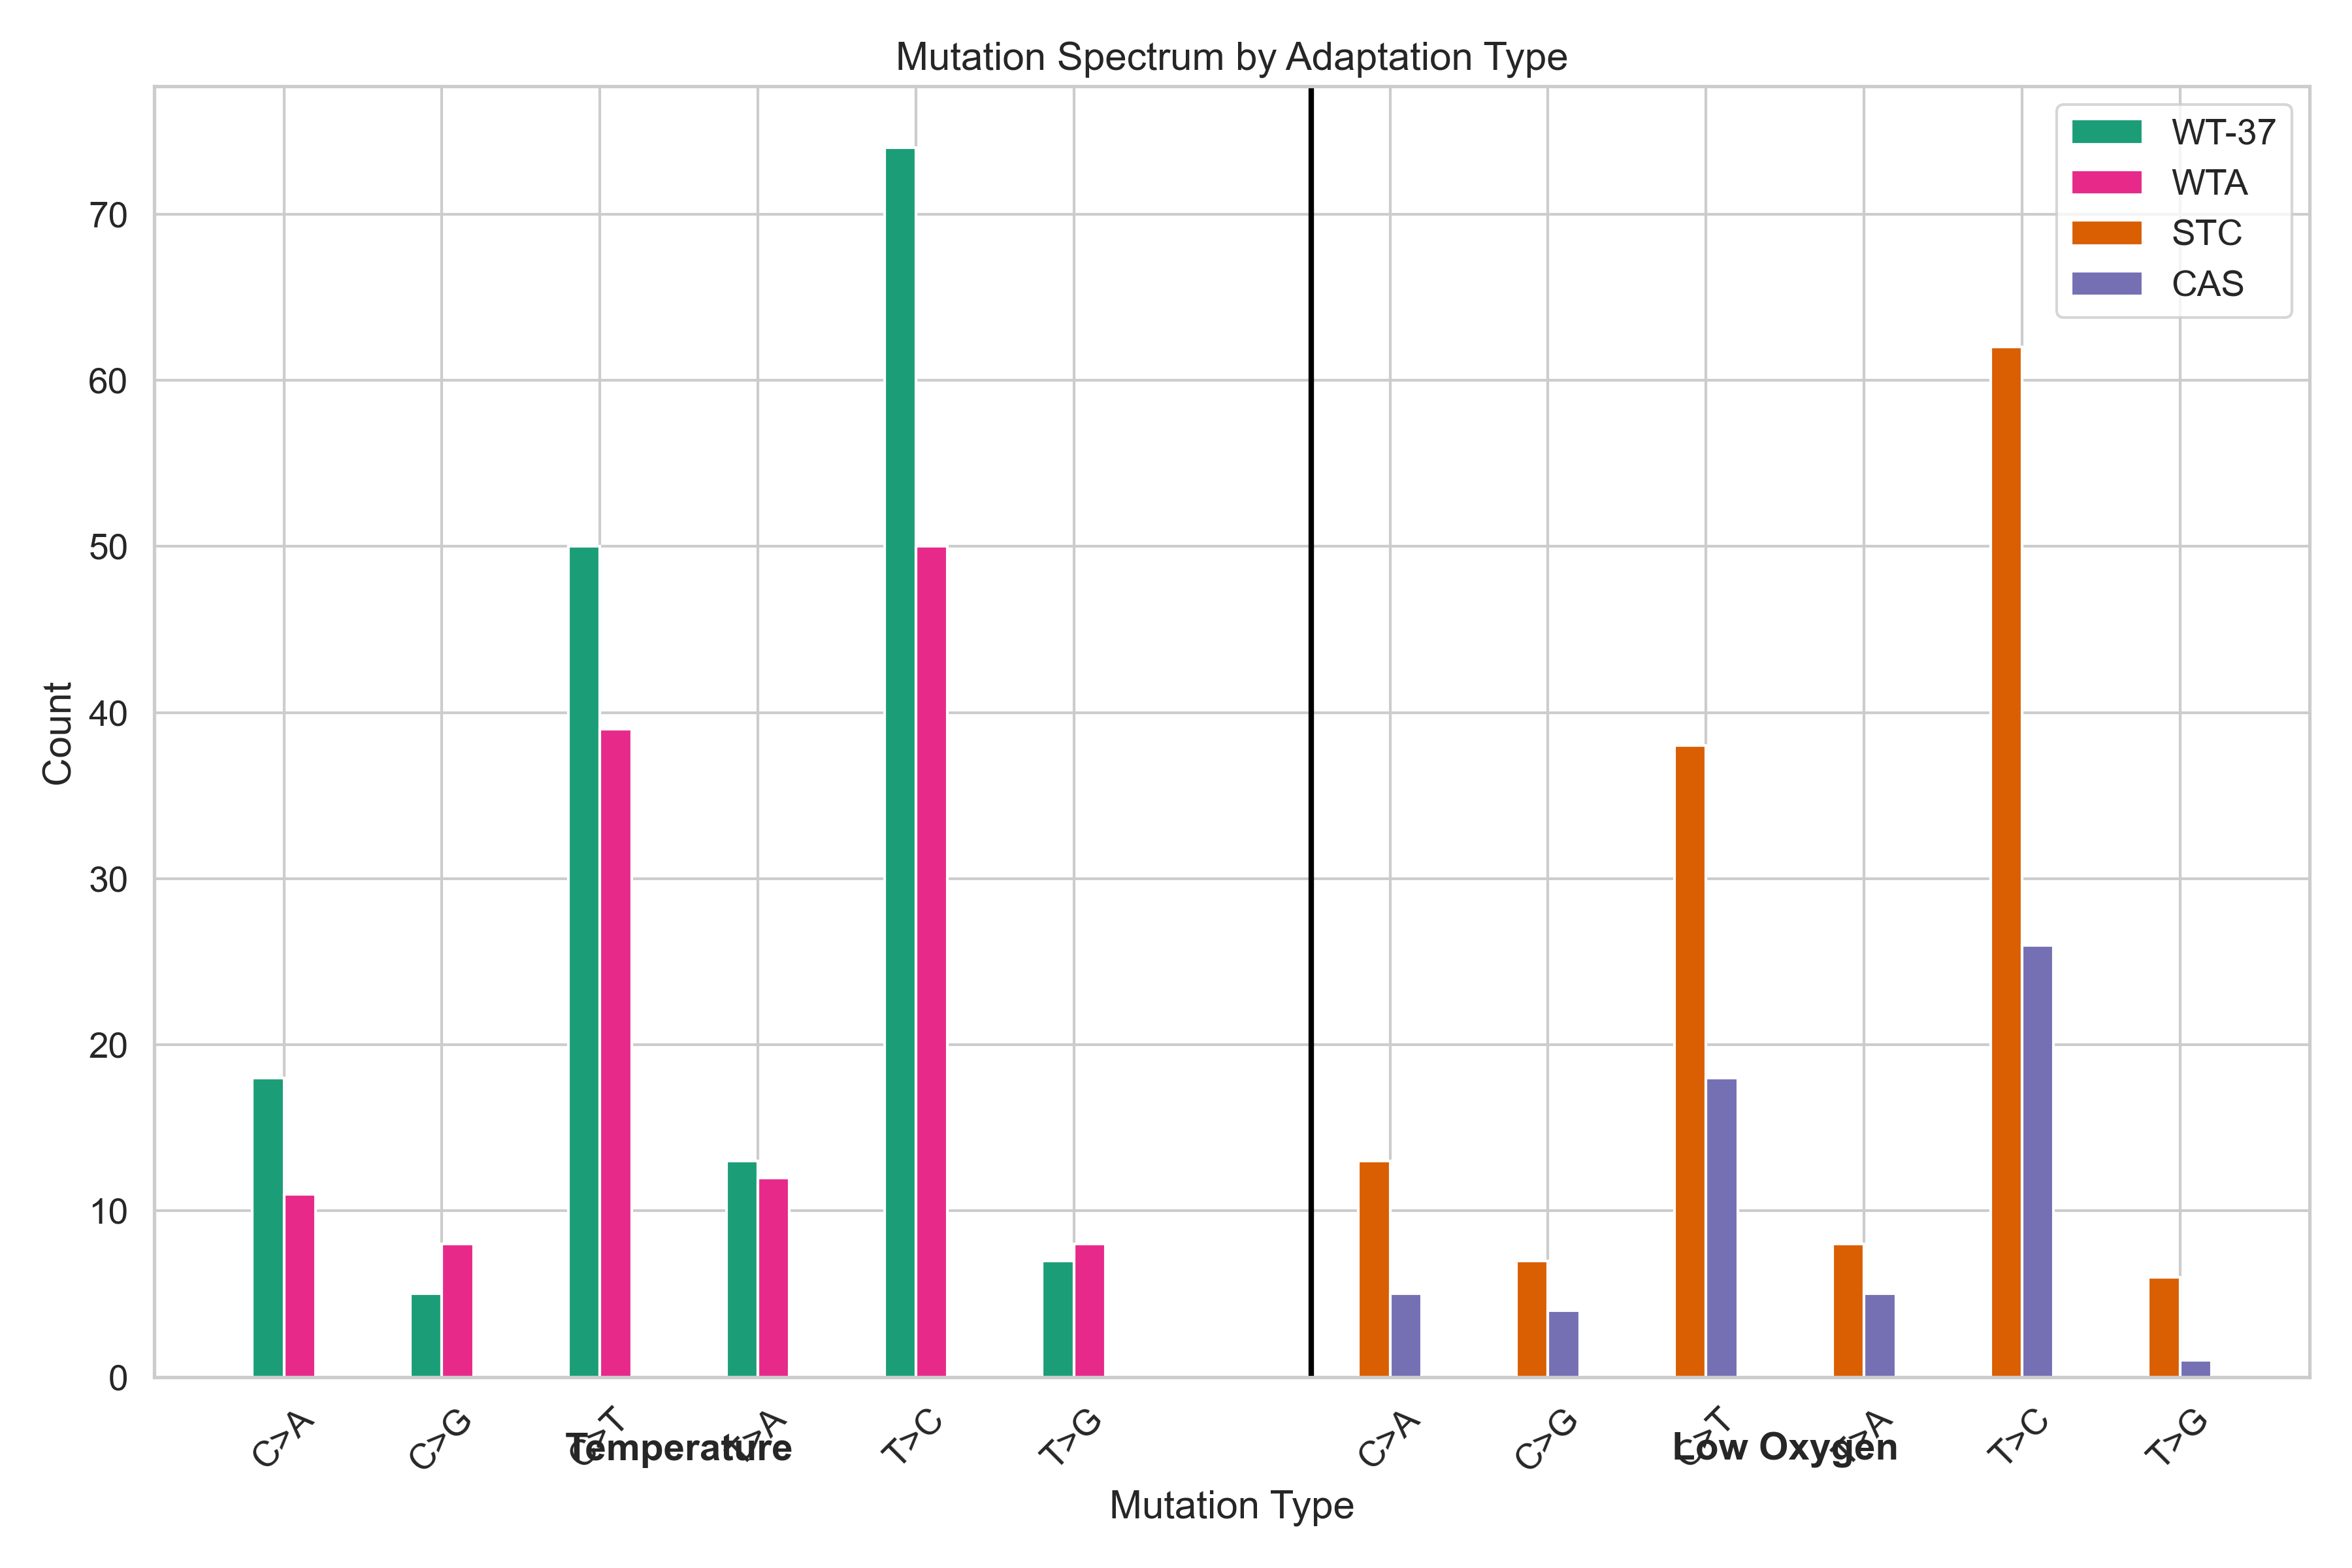 Mutation Spectrum by Adaptation Type
WT-37
WTA
STC
CAS
Count
70
60
50
40
30
20
10
0
C>A
C>G
C>T
T>A
T>C
T>G
C>A
C>G
C>T
T>A
T>C
T>G
Temperature
Low Oxygen
Mutation Type